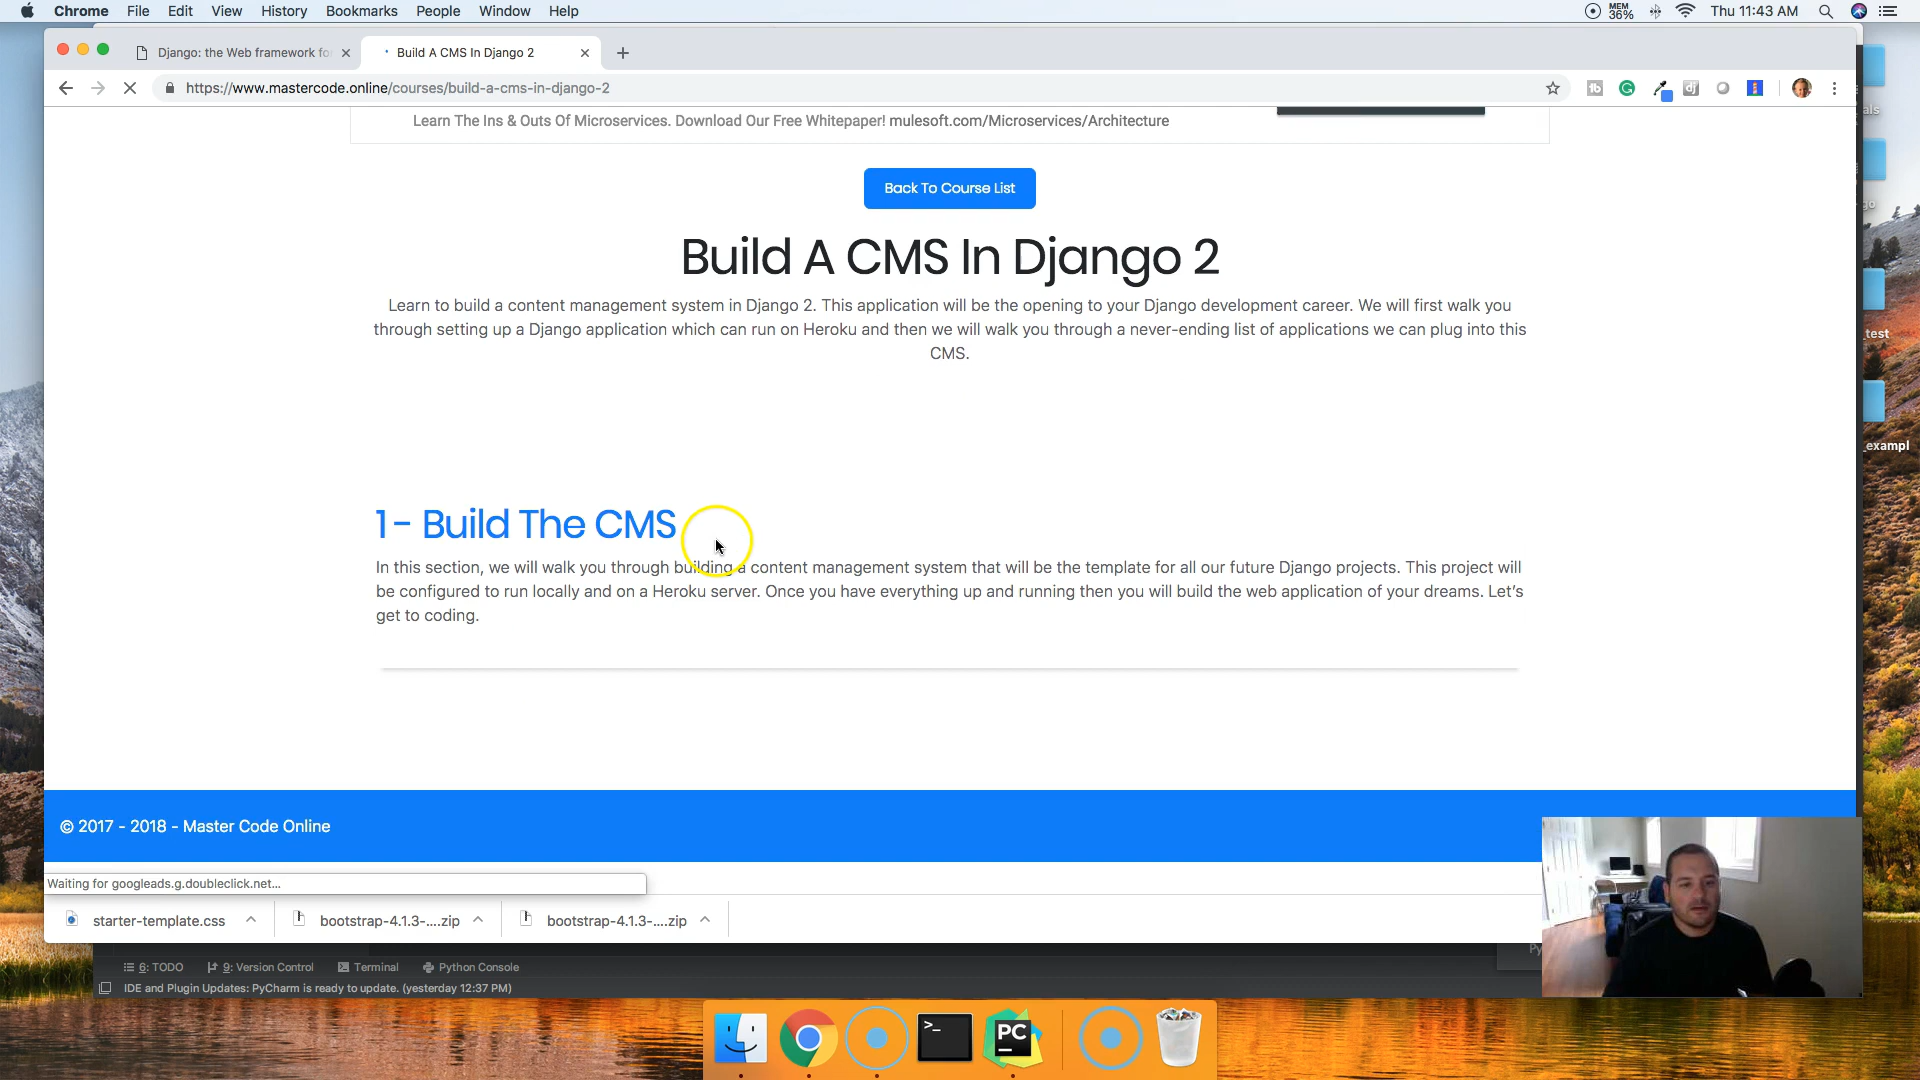 Chrome File Edit View History Bookmarks People Window Help
MEM
36%
Thu 11:43 AM
Django: the Web framework fo
Build A CMS In Django 2
https://www.mastercode.online/courses/build-a-cms-in-django-2
Learn The Ins & Outs Of Microservices. Download Our Free Whitepaper! mulesoft.com/Microservices/Architecture
Back To Course List
Build A CMS In Django 2
Learn to build a content management system in Django 2. This application will be the opening to your Django development career. We will first walk you
through setting up a Django application which can run on Heroku and then we will walk you through a never-ending list of applications we can plug into this
CMS.
_test
_exampl
1 - Build The CMS
In this section, we will walk you through building a content management system that will be the template for all our future Django projects. This project will
be configured to run locally and on a Heroku server. Once you have everything up and running then you will build the web application of your dreams. Let's
get to coding.
© 2017 - 2018 - Master Code Online
Waiting for googleads.g.doubleclick.net...
starter-template.css
bootstrap-4.1.3-....zip
bootstrap-4.1.3-....zip
Py
6: TODO
9: Version Control
Terminal
Python Console
IDE and Plugin Updates: PyCharm is ready to update. (yesterday 12:37 PM)
>_
PC